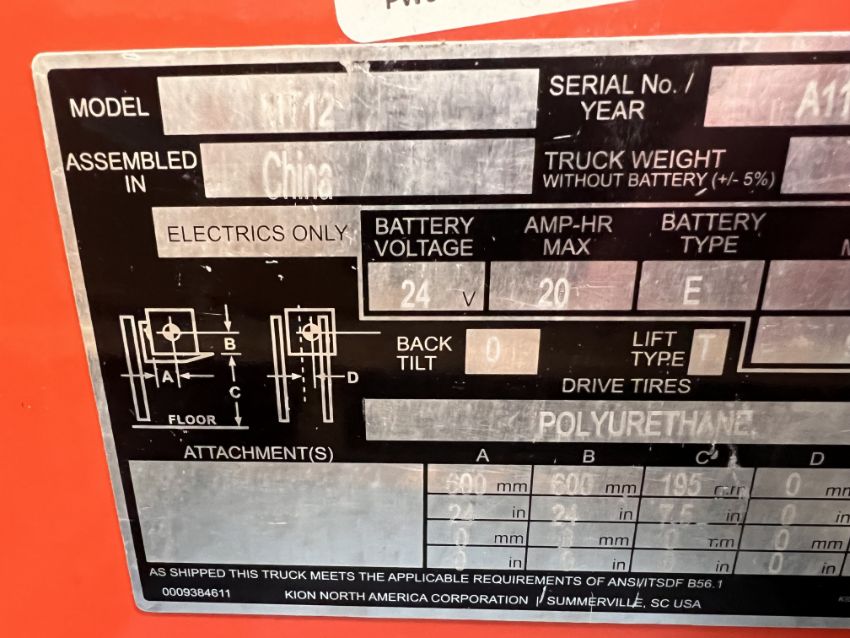 MODEL MT12 SERIAL No. / YEAR A11
ASSEMBLED IN China TRUCK WEIGHT WITHOUT BATTERY (+/- 5%)
ELECTRICS ONLY
BATTERY VOLTAGE AMP-HR MAX BATTERY TYPE
24 V 20 E
BACK TILT 0 LIFT TYPE T
A B C D
FLOOR
DRIVE TIRES
POLYURETHANE
ATTACHMENT(S) A B C D
600 mm 600 mm 195 mm 0 mm
24 in 24 in 7.5 in 0 in
0 mm 0 mm 0 mm 0 mm
in in in 0 in
AS SHIPPED THIS TRUCK MEETS THE APPLICABLE REQUIREMENTS OF ANSI/ITSDF B56.1
0009384611 KION NORTH AMERICA CORPORATION | SUMMERVILLE, SC USA